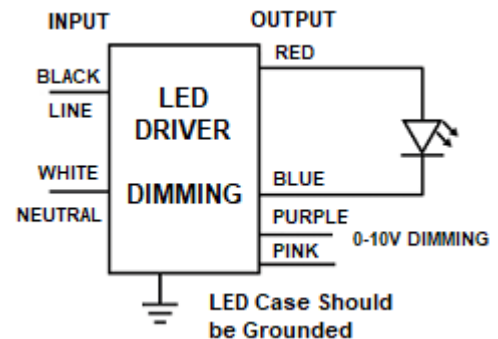 INPUT
OUTPUT
RED
BLACK
LINE
LED
DRIVER
DIMMING
WHITE
NEUTRAL
BLUE
PURPLE
0-10V DIMMING
PINK
LED Case Should
be Grounded